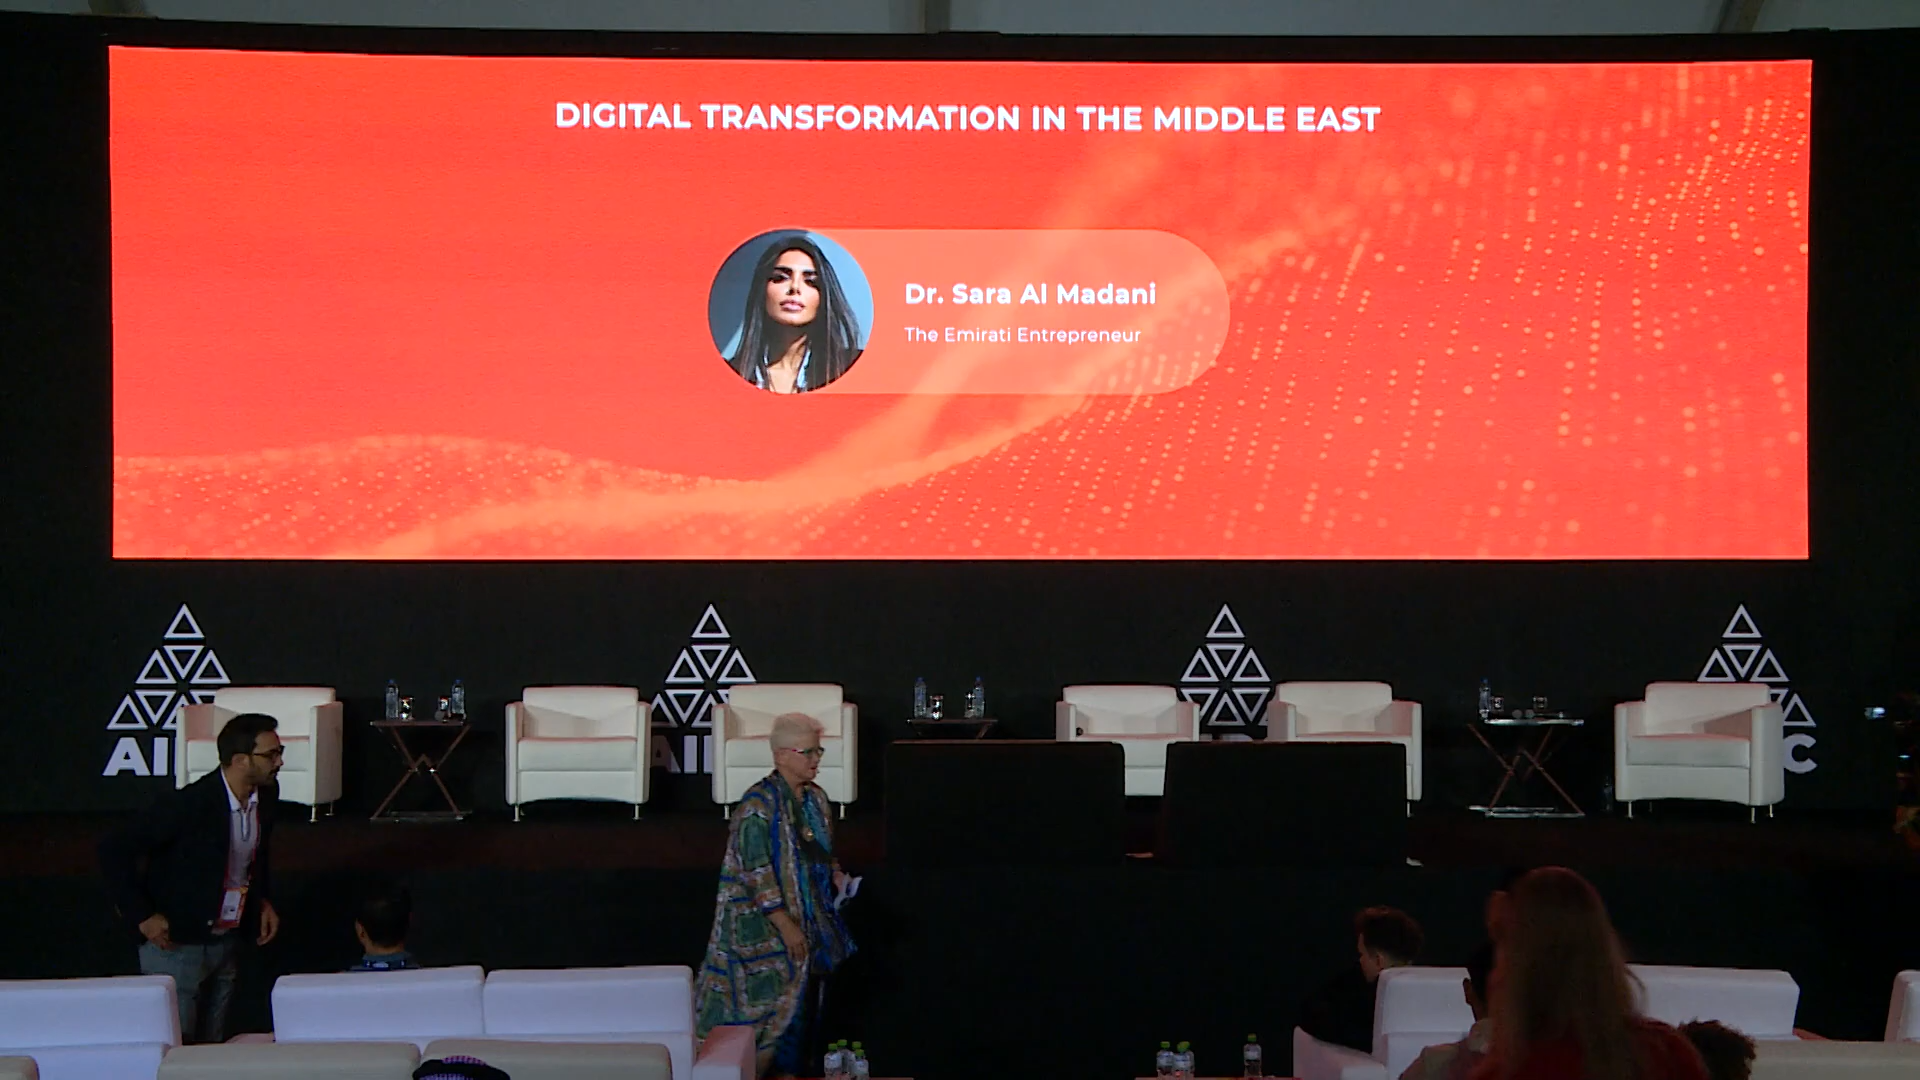 DIGITAL TRANSFORMATION IN THE MIDDLE EAST
Dr. Sara Al Madani
The Emirati Entrepreneur